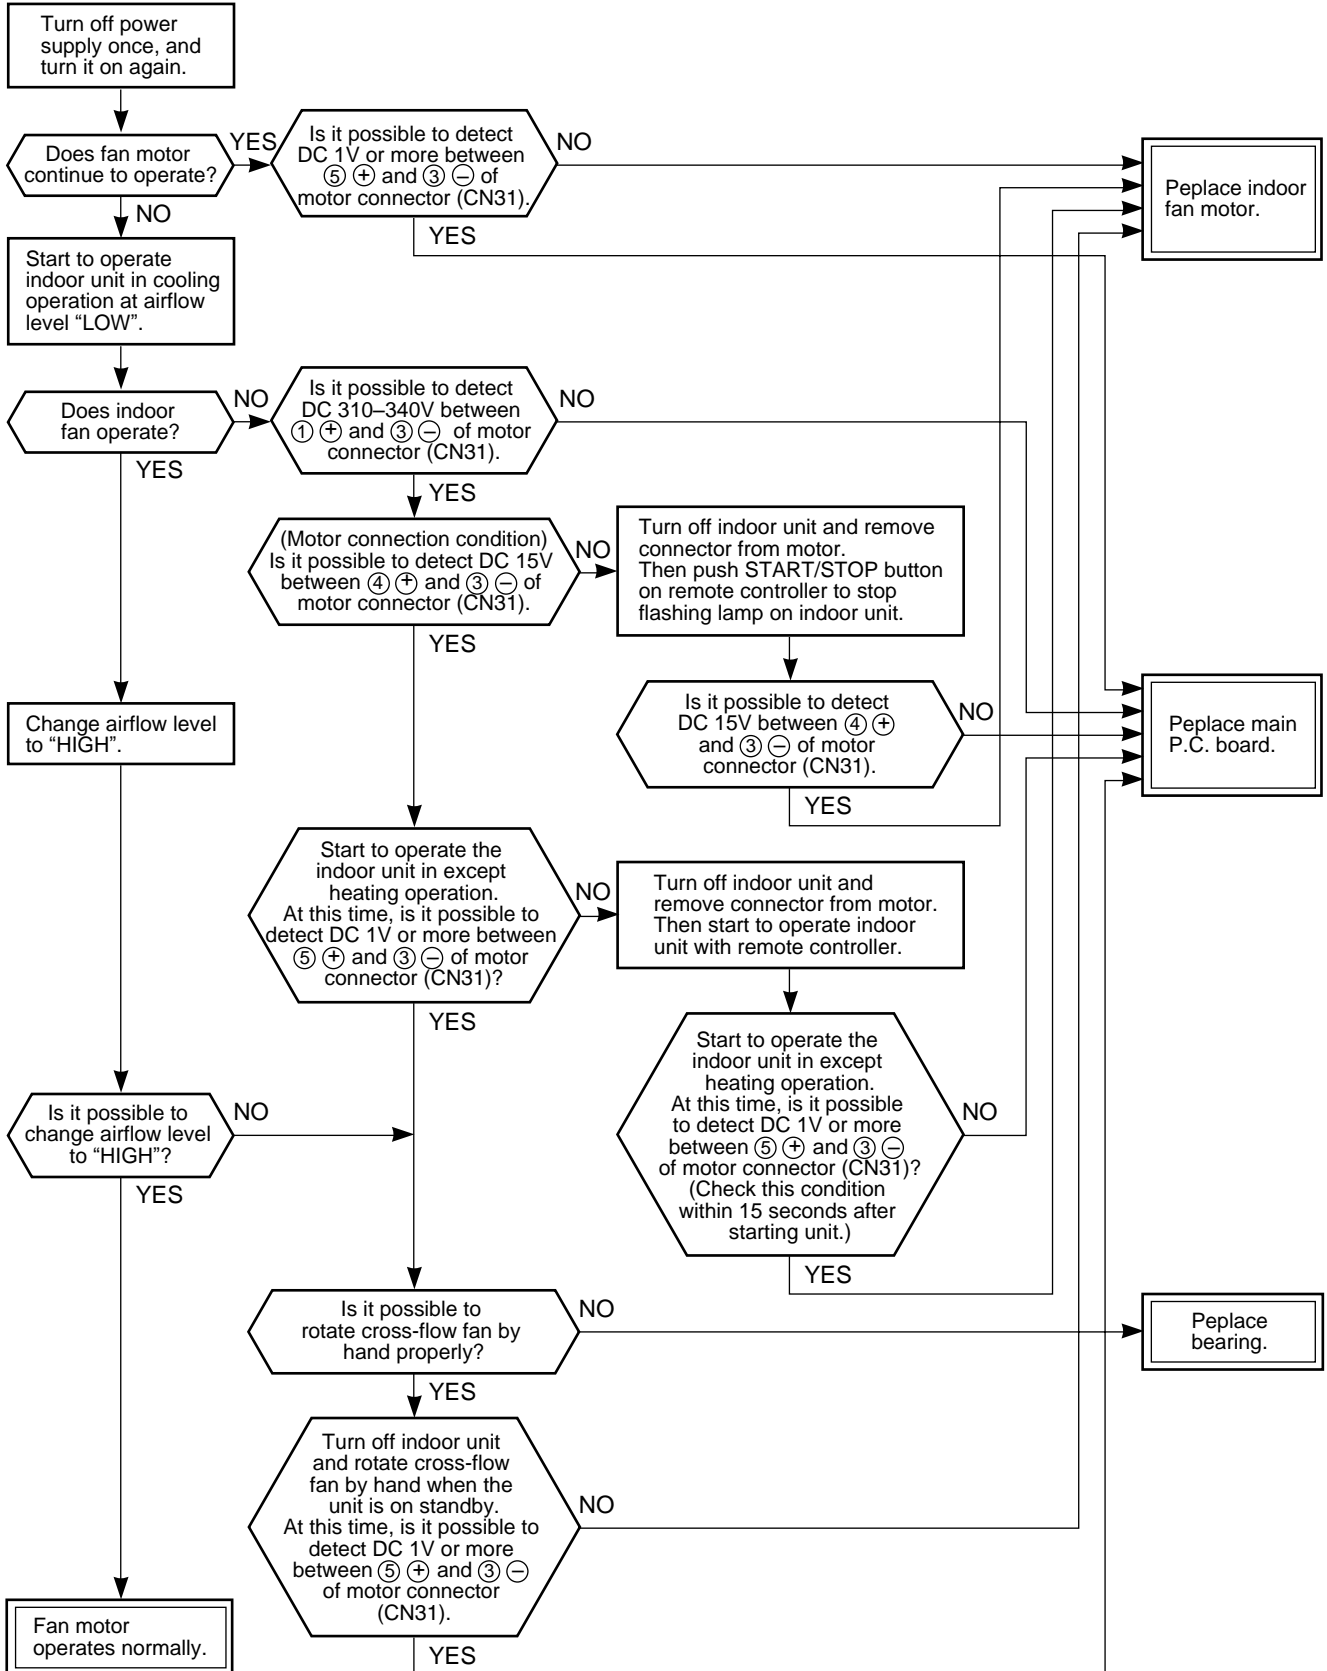 Turn off power
supply once, and
turn it on again.
Does fan motor
continue to operate?
YES
NO
Is it possible to detect
DC 1V or more between
⑤ ⊕ and ③ ⊖ of
motor connector (CN31).
NO
YES
Peplace indoor
fan motor.
Start to operate
indoor unit in cooling
operation at airflow
level “LOW”.
Does indoor
fan operate?
NO
YES
Is it possible to detect
DC 310–340V between
① ⊕ and ③ ⊖ of motor
connector (CN31).
NO
YES
(Motor connection condition)
Is it possible to detect DC 15V
between ④ ⊕ and ③ ⊖ of
motor connector (CN31).
NO
YES
Turn off indoor unit and remove
connector from motor.
Then push START/STOP button
on remote controller to stop
flashing lamp on indoor unit.
Is it possible to detect
DC 15V between ④ ⊕
and ③ ⊖ of motor
connector (CN31).
NO
YES
Peplace main
P.C. board.
Change airflow level
to “HIGH”.
Start to operate the
indoor unit in except
heating operation.
At this time, is it possible to
detect DC 1V or more between
⑤ ⊕ and ③ ⊖ of motor
connector (CN31)?
NO
YES
Turn off indoor unit and
remove connector from motor.
Then start to operate indoor
unit with remote controller.
Start to operate the
indoor unit in except
heating operation.
At this time, is it possible
to detect DC 1V or more
between ⑤ ⊕ and ③ ⊖
of motor connector (CN31)?
(Check this condition
within 15 seconds after
starting unit.)
NO
YES
Is it possible to
change airflow level
to “HIGH”?
NO
YES
Is it possible to
rotate cross-flow fan by
hand properly?
NO
YES
Peplace
bearing.
Turn off indoor unit
and rotate cross-flow
fan by hand when the
unit is on standby.
At this time, is it possible to
detect DC 1V or more
between ⑤ ⊕ and ③ ⊖
of motor connector
(CN31).
NO
YES
Fan motor
operates normally.